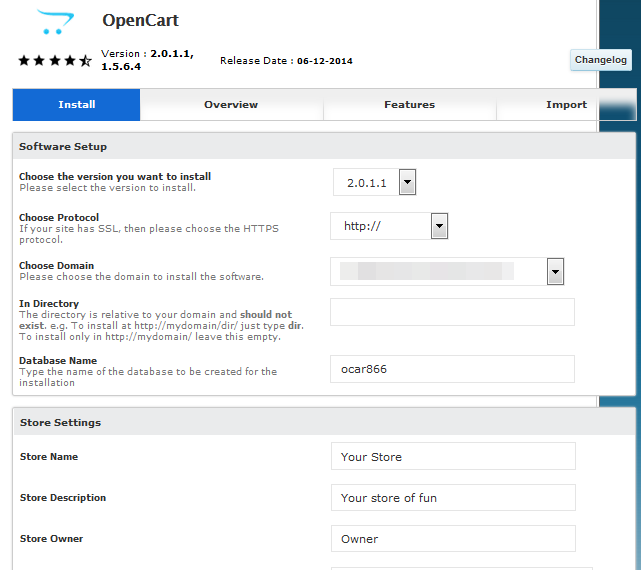 OpenCart
Version : 2.0.1.1,
1.5.6.4
Release Date : 06-12-2014
Changelog
Install
Overview
Features
Import
Software Setup
Choose the version you want to install
Please select the version to install.
2.0.1.1
Choose Protocol
If your site has SSL, then please choose the HTTPS
protocol.
http://
Choose Domain
Please choose the domain to install the software.
In Directory
The directory is relative to your domain and should not
exist. e.g. To install at http://mydomain/dir/ just type dir.
To install only in http://mydomain/ leave this empty.
Database Name
Type the name of the database to be created for the
installation
ocar866
Store Settings
Store Name
Your Store
Store Description
Your store of fun
Store Owner
Owner